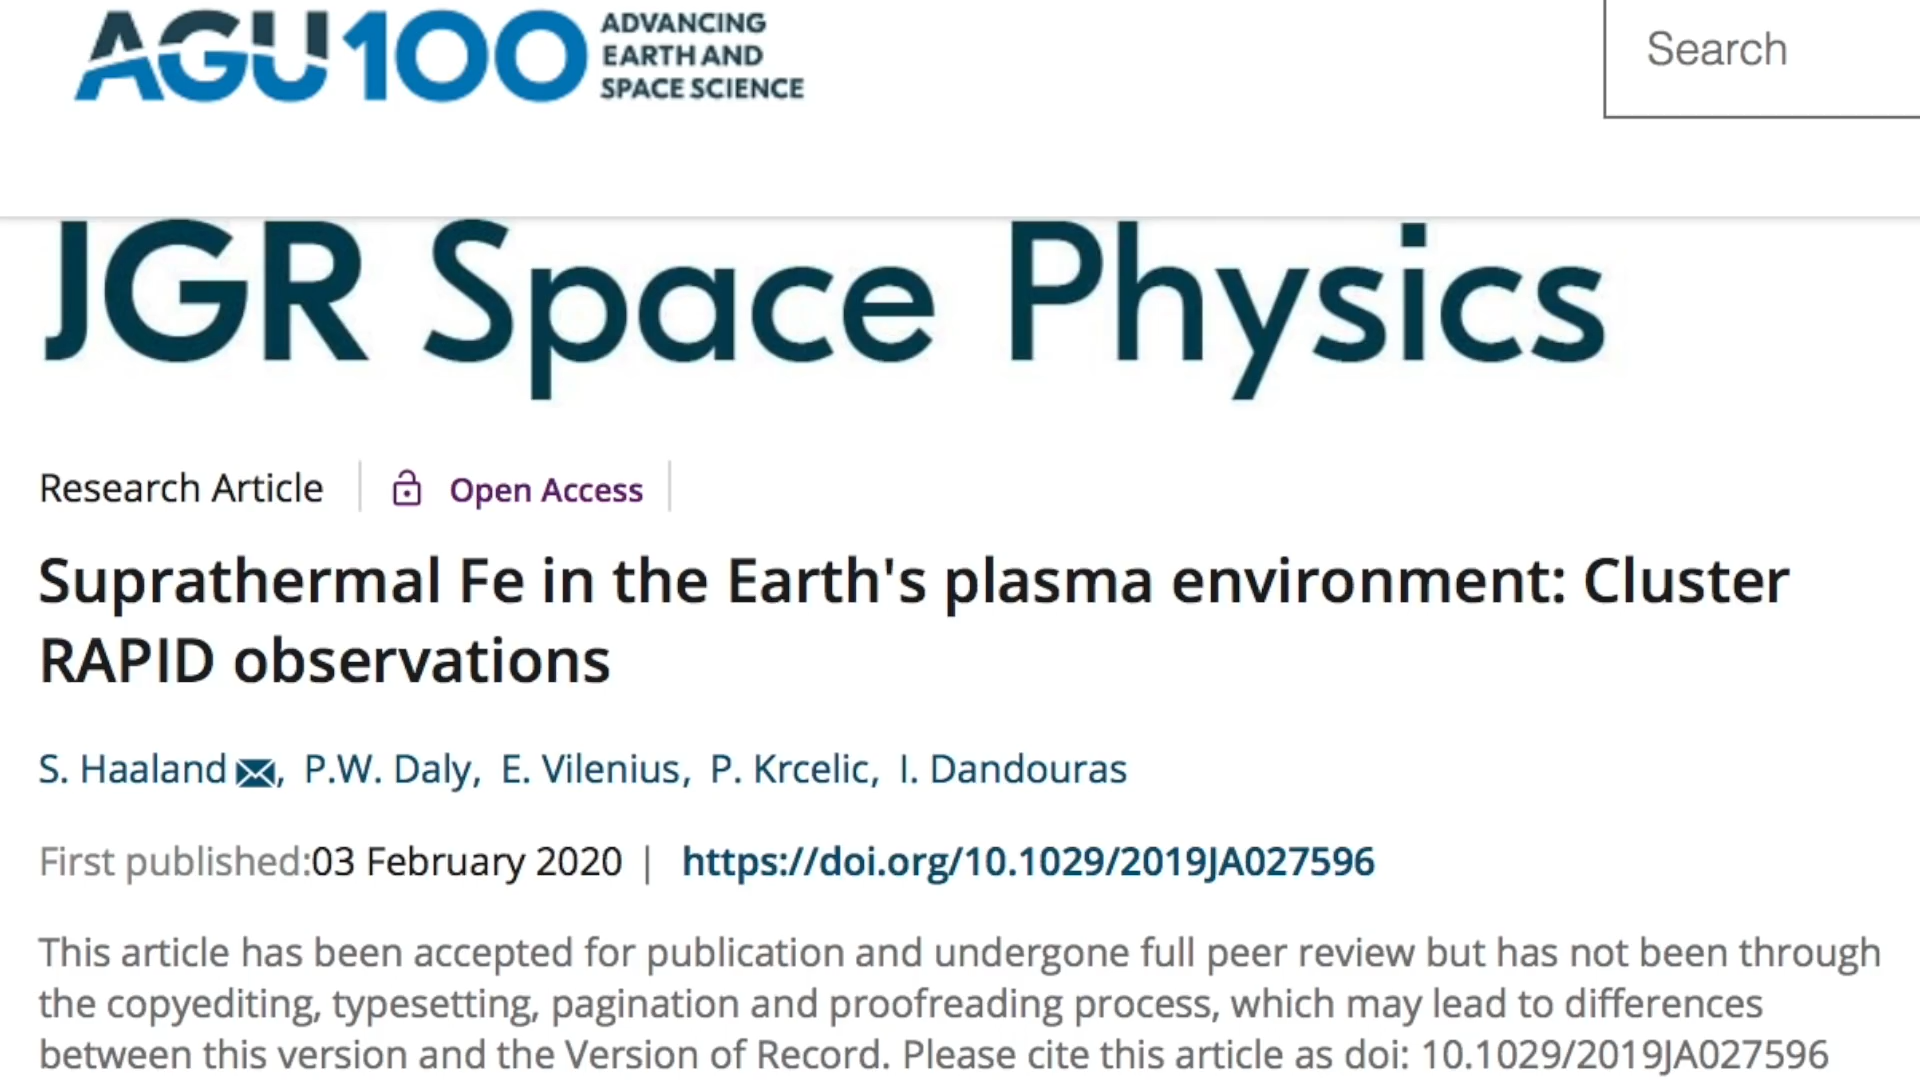 AGU100 ADVANCING
EARTH AND
SPACE SCIENCE
Search
JGR Space Physics
Research Article Open Access
Suprathermal Fe in the Earth's plasma environment: Cluster
RAPID observations
S. Haaland, P.W. Daly, E. Vilenius, P. Krcelic, I. Dandouras
First published:03 February 2020 | https://doi.org/10.1029/2019JA027596
This article has been accepted for publication and undergone full peer review but has not been through
the copyediting, typesetting, pagination and proofreading process, which may lead to differences
between this version and the Version of Record. Please cite this article as doi: 10.1029/2019JA027596